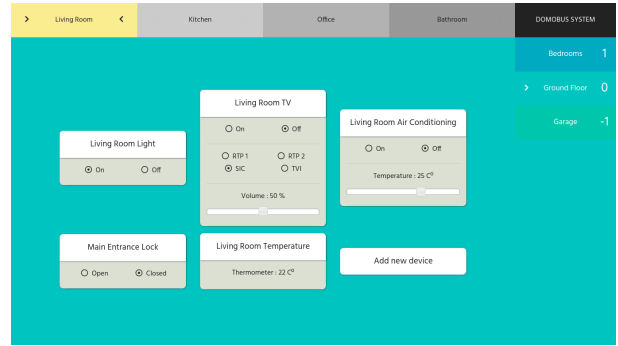 > Living Room <
Kitchen
Office
Bathroom
DOMOBUS SYSTEM
Bedrooms 1
> Ground Floor 0
Garage -1
Living Room Light
On Off
Living Room TV
On Off
RTP 1 RTP 2
SIC TVI
Volume : 50 %
Living Room Air Conditioning
On Off
Temperature : 25 Cº
Main Entrance Lock
Open Closed
Living Room Temperature
Thermometer : 22 Cº
Add new device